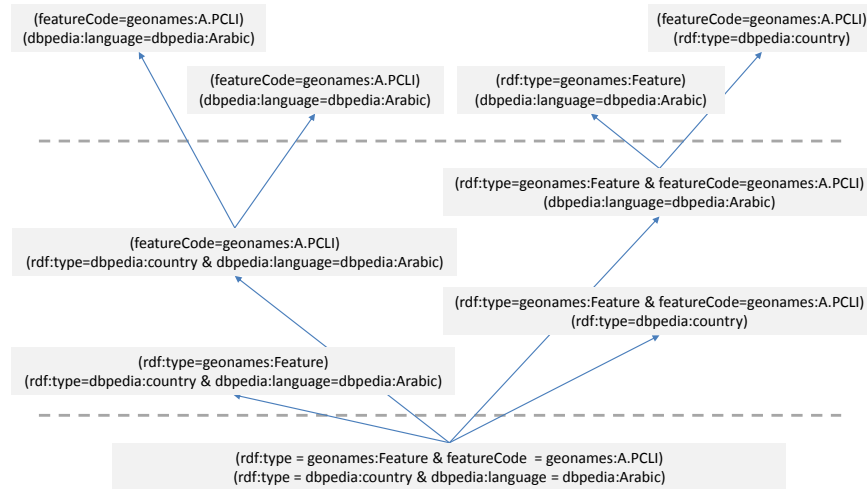 (featureCode=geonames:A.PCLI)
(dbpedia:language=dbpedia:Arabic)
(featureCode=geonames:A.PCLI)
(rdf:type=dbpedia:country)
(featureCode=geonames:A.PCLI)
(dbpedia:language=dbpedia:Arabic)
(rdf:type=geonames:Feature)
(dbpedia:language=dbpedia:Arabic)
(rdf:type=geonames:Feature & featureCode=geonames:A.PCLI)
(dbpedia:language=dbpedia:Arabic)
(featureCode=geonames:A.PCLI)
(rdf:type=dbpedia:country & dbpedia:language=dbpedia:Arabic)
(rdf:type=geonames:Feature & featureCode=geonames:A.PCLI)
(rdf:type=dbpedia:country)
(rdf:type=geonames:Feature)
(rdf:type=dbpedia:country & dbpedia:language=dbpedia:Arabic)
(rdf:type = geonames:Feature & featureCode  = geonames:A.PCLI)
(rdf:type = dbpedia:country & dbpedia:language = dbpedia:Arabic)